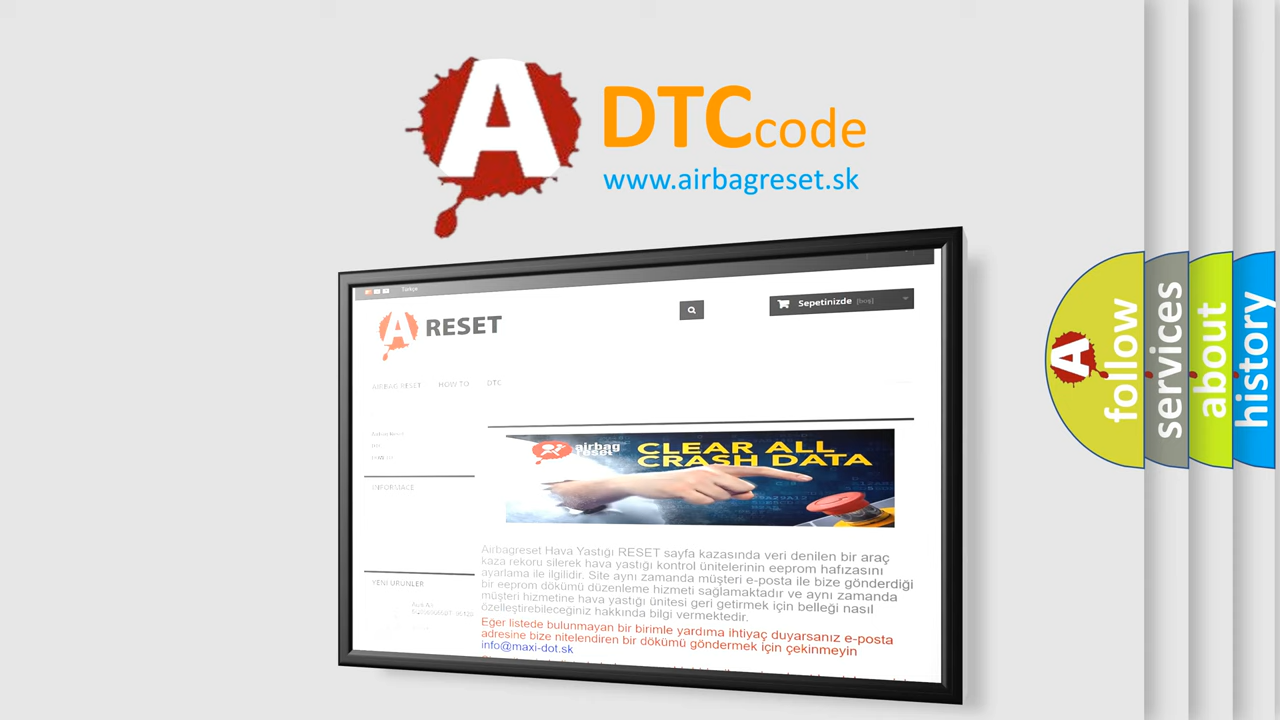 A DTCcode
www.airbagreset.sk
Türkçe
Sepetinizde [boş]
A RESET
AIRBAG RESET HOW TO DTC
airbag
reset
CLEAR ALL
CRASH DATA
INFORMACE
YENI ÜRÜNLER
Airbagreset Hava Yastığı RESET sayfa kazasında veri denilen bir araç
kaza rekoru silerek hava yastığı kontrol ünitelerinin eeprom hafızasını
ayarlama ile ilgilidir. Site aynı zamanda müşteri e-posta ile bize gönderdiği
bir eeprom dökümü düzenleme hizmeti sağlamaktadır ve aynı zamanda
müşteri hizmetine hava yastığı ünitesi geri getirmek için belleği nasıl
özelleştirebileceğiniz hakkında bilgi vermektedir.
Eğer listede bulunmayan bir birimle yardıma ihtiyaç duyarsanız e-posta
adresine bize nitelendiren bir dökümü göndermek için çekinmeyin
info@maxi-dot.sk
A follow
services
about
history